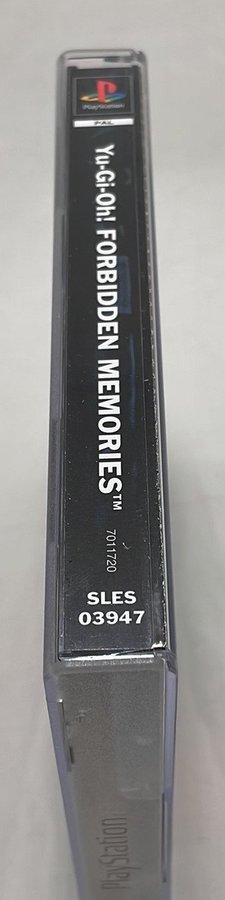 PlayStation
PAL
Yu-Gi-Oh! FORBIDDEN MEMORIES™
7011720
SLES
03947
PlayStation